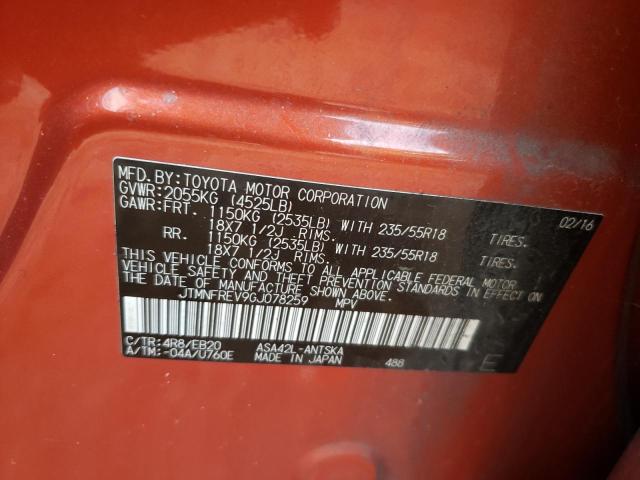 MFD.BY:TOYOTA MOTOR CORPORATION 02/16
GVWR:2055KG (4525LB)
GAWR:FRT. 1150KG (2535LB) WITH 235/55R18 TIRES.
18X7 1/2J RIMS.
RR. 1150KG (2535LB) WITH 235/55R18 TIRES.
18X7 1/2J RIMS.
THIS VEHICLE CONFORMS TO ALL APPLICABLE FEDERAL MOTOR
VEHICLE SAFETY AND THEFT PREVENTION STANDARDS IN EFFECT ON
THE DATE OF MANUFACTURE SHOWN ABOVE.
JTMNFREV9GJ078259 MPV
C/TR:4R8/EB20 ASA42L-ANTSKA
A/TM:-04A/U760E MADE IN JAPAN 488 E